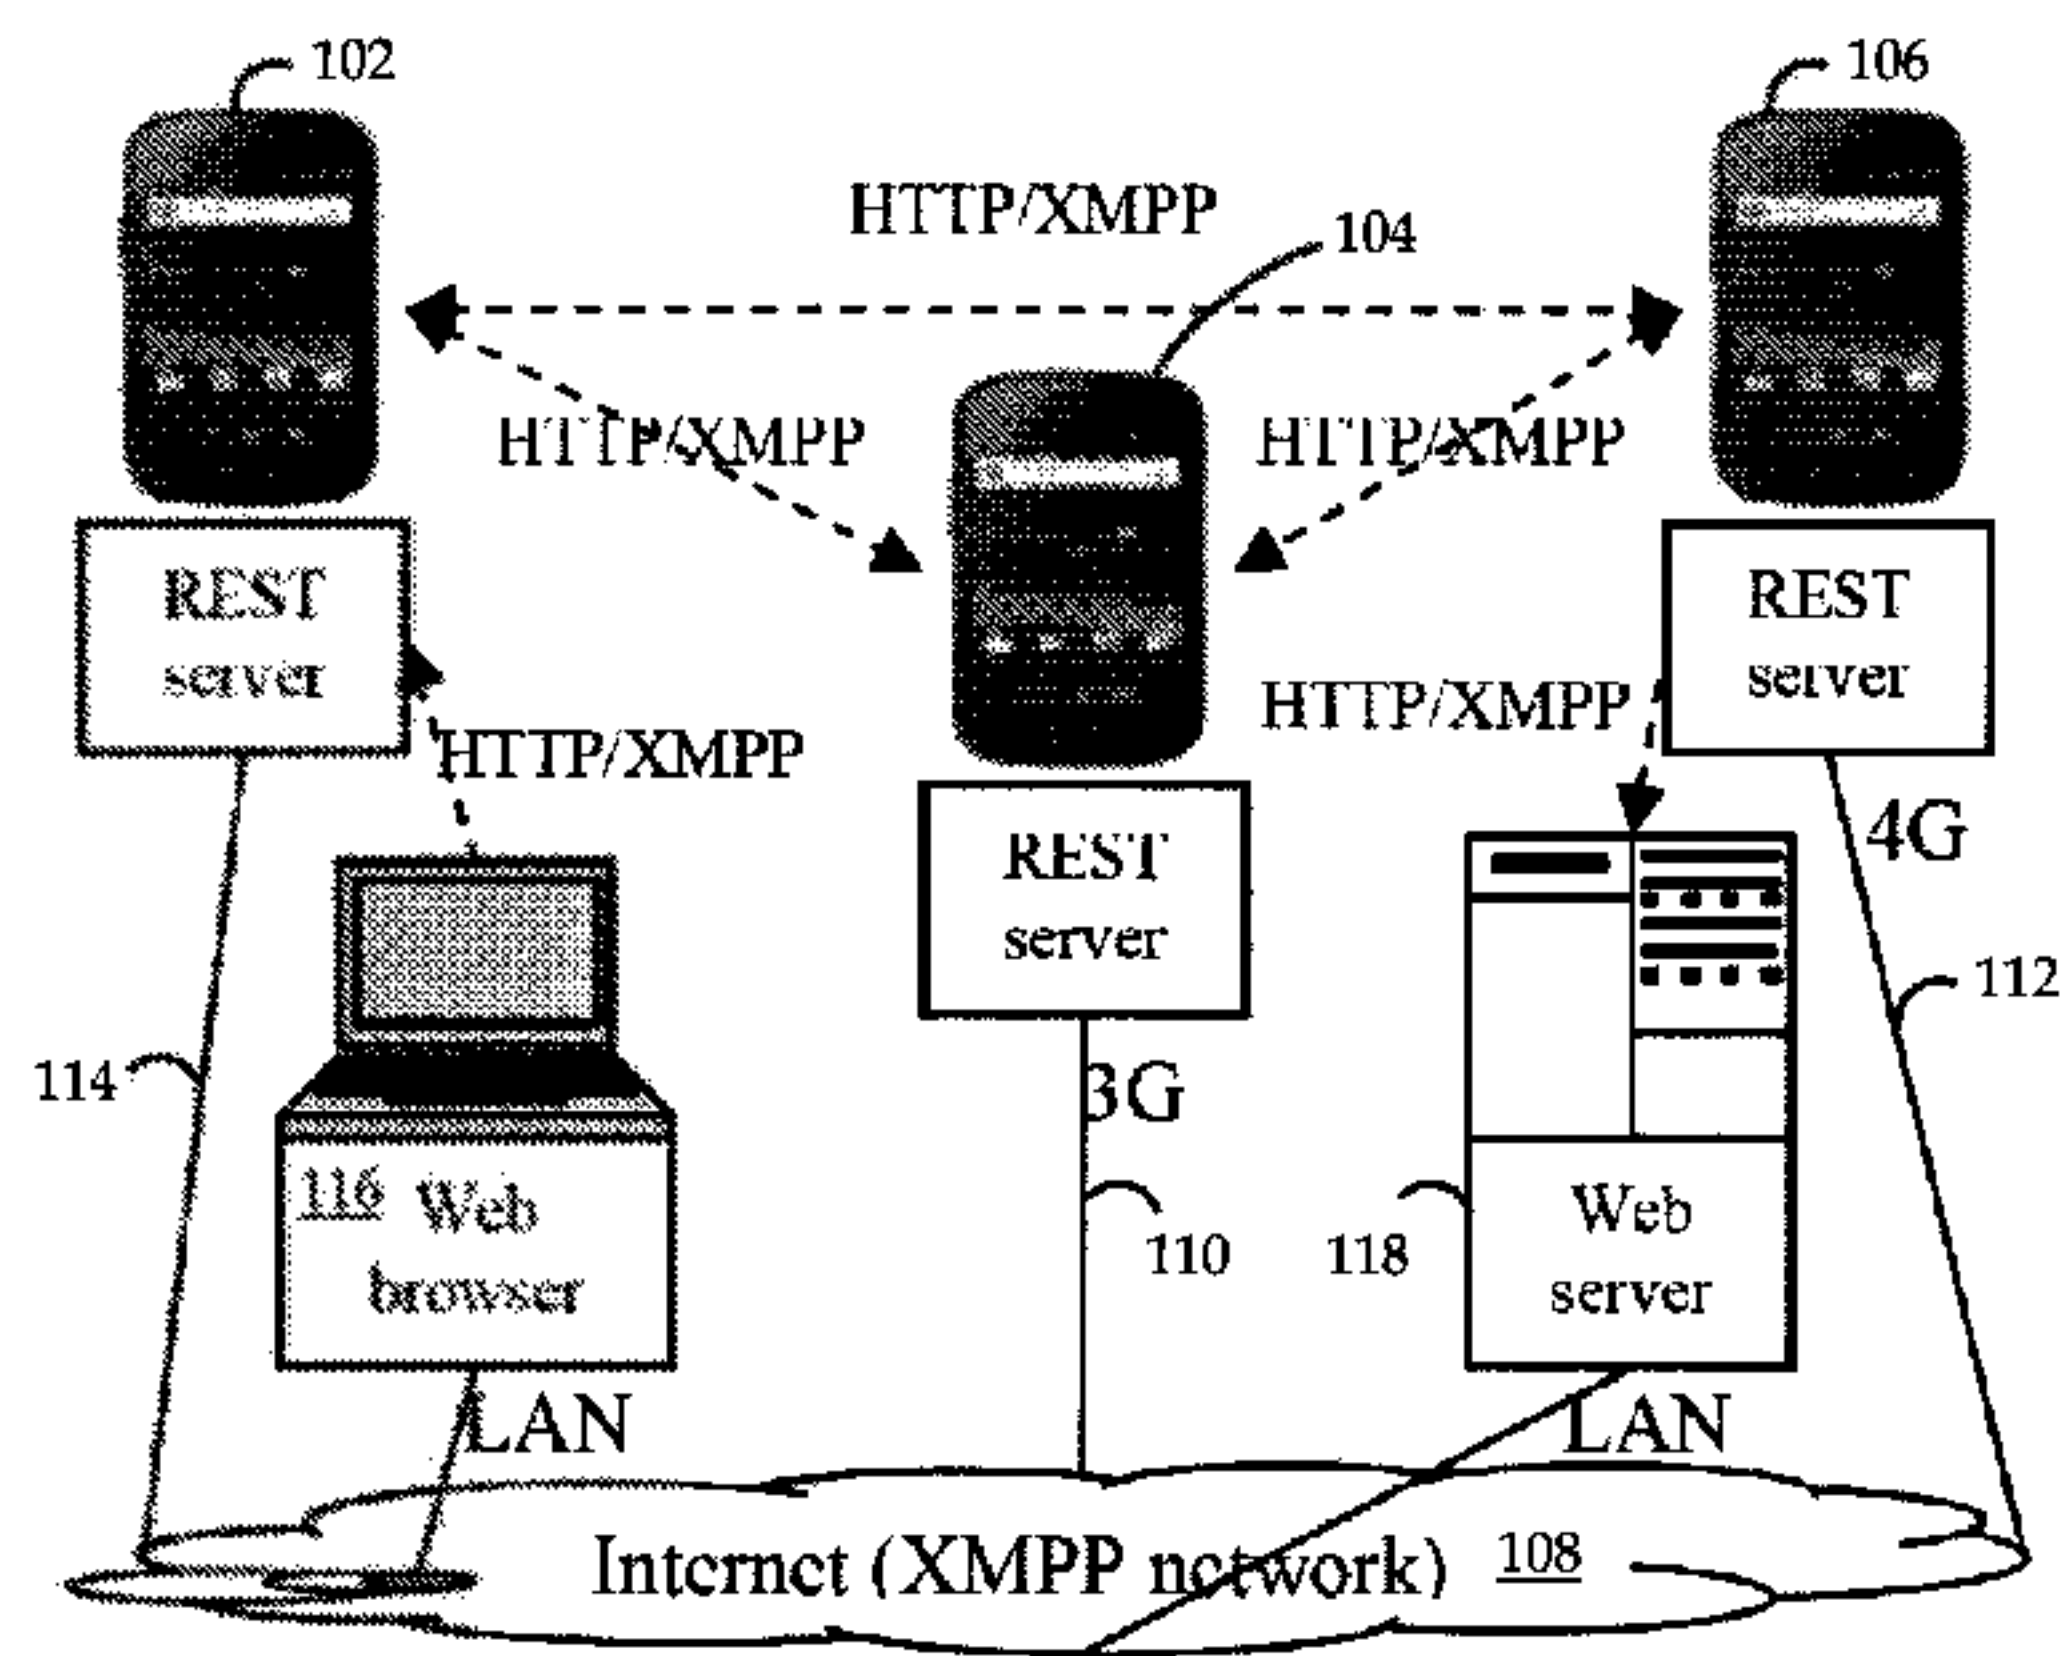 102
106
HTTP/XMPP
104
HTTP/XMPP
HTTP/XMPP
REST
server
REST
server
HTTP/XMPP
HTTP/XMPP
4G
REST
server
112
114
3G
116
Web
browser
110
118
Web
server
LAN
LAN
Internet (XMPP network) 108